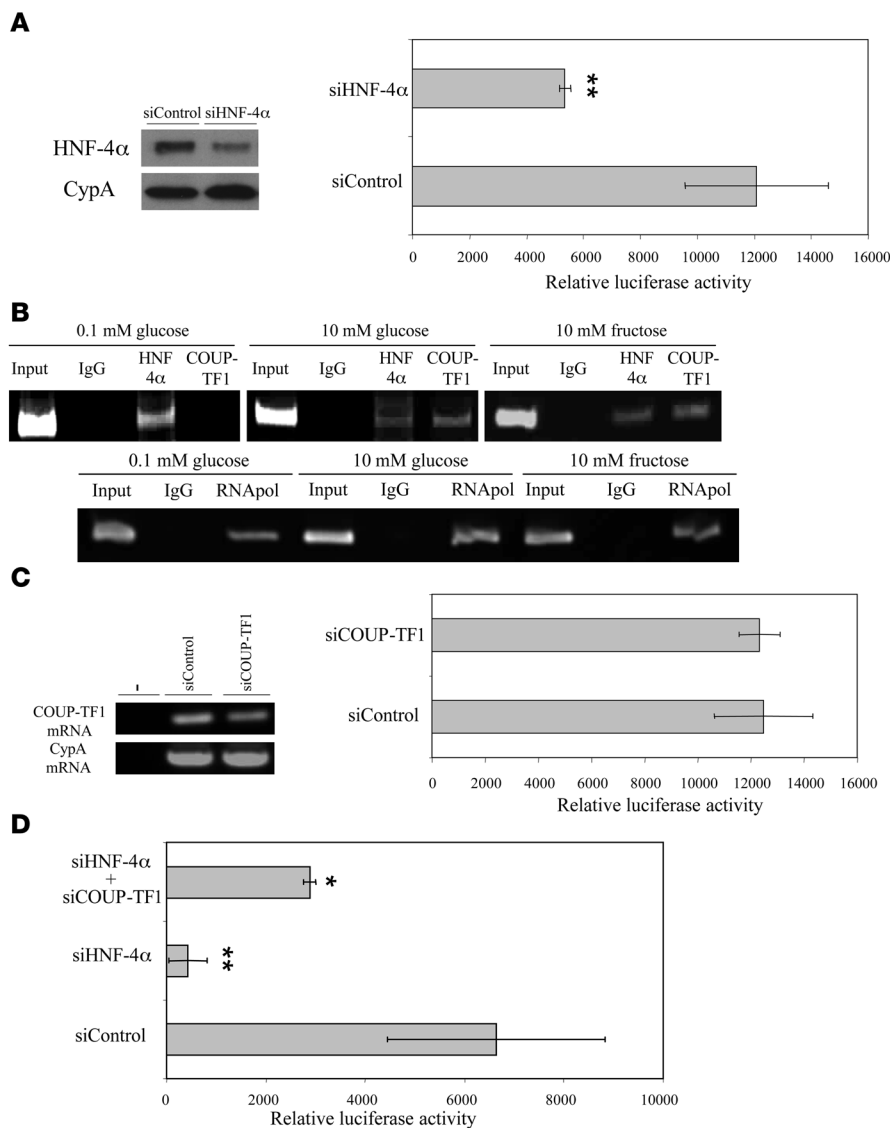 A
siControl siHNF-4α
HNF-4α
CypA
siHNF-4α
**
siControl
0 2000 4000 6000 8000 10000 12000 14000 16000
Relative luciferase activity
B
0.1 mM glucose 10 mM glucose 10 mM fructose
Input IgG HNF 4α COUP-TF1 Input IgG HNF 4α COUP-TF1 Input IgG HNF 4α COUP-TF1
0.1 mM glucose 10 mM glucose 10 mM fructose
Input IgG RNApol Input IgG RNApol Input IgG RNApol
C
- siControl siCOUP-TF1
COUP-TF1
mRNA
CypA
mRNA
siCOUP-TF1
siControl
0 2000 4000 6000 8000 10000 12000 14000 16000
Relative luciferase activity
D
siHNF-4α
+
siCOUP-TF1
*
siHNF-4α
**
siControl
0 2000 4000 6000 8000 10000
Relative luciferase activity